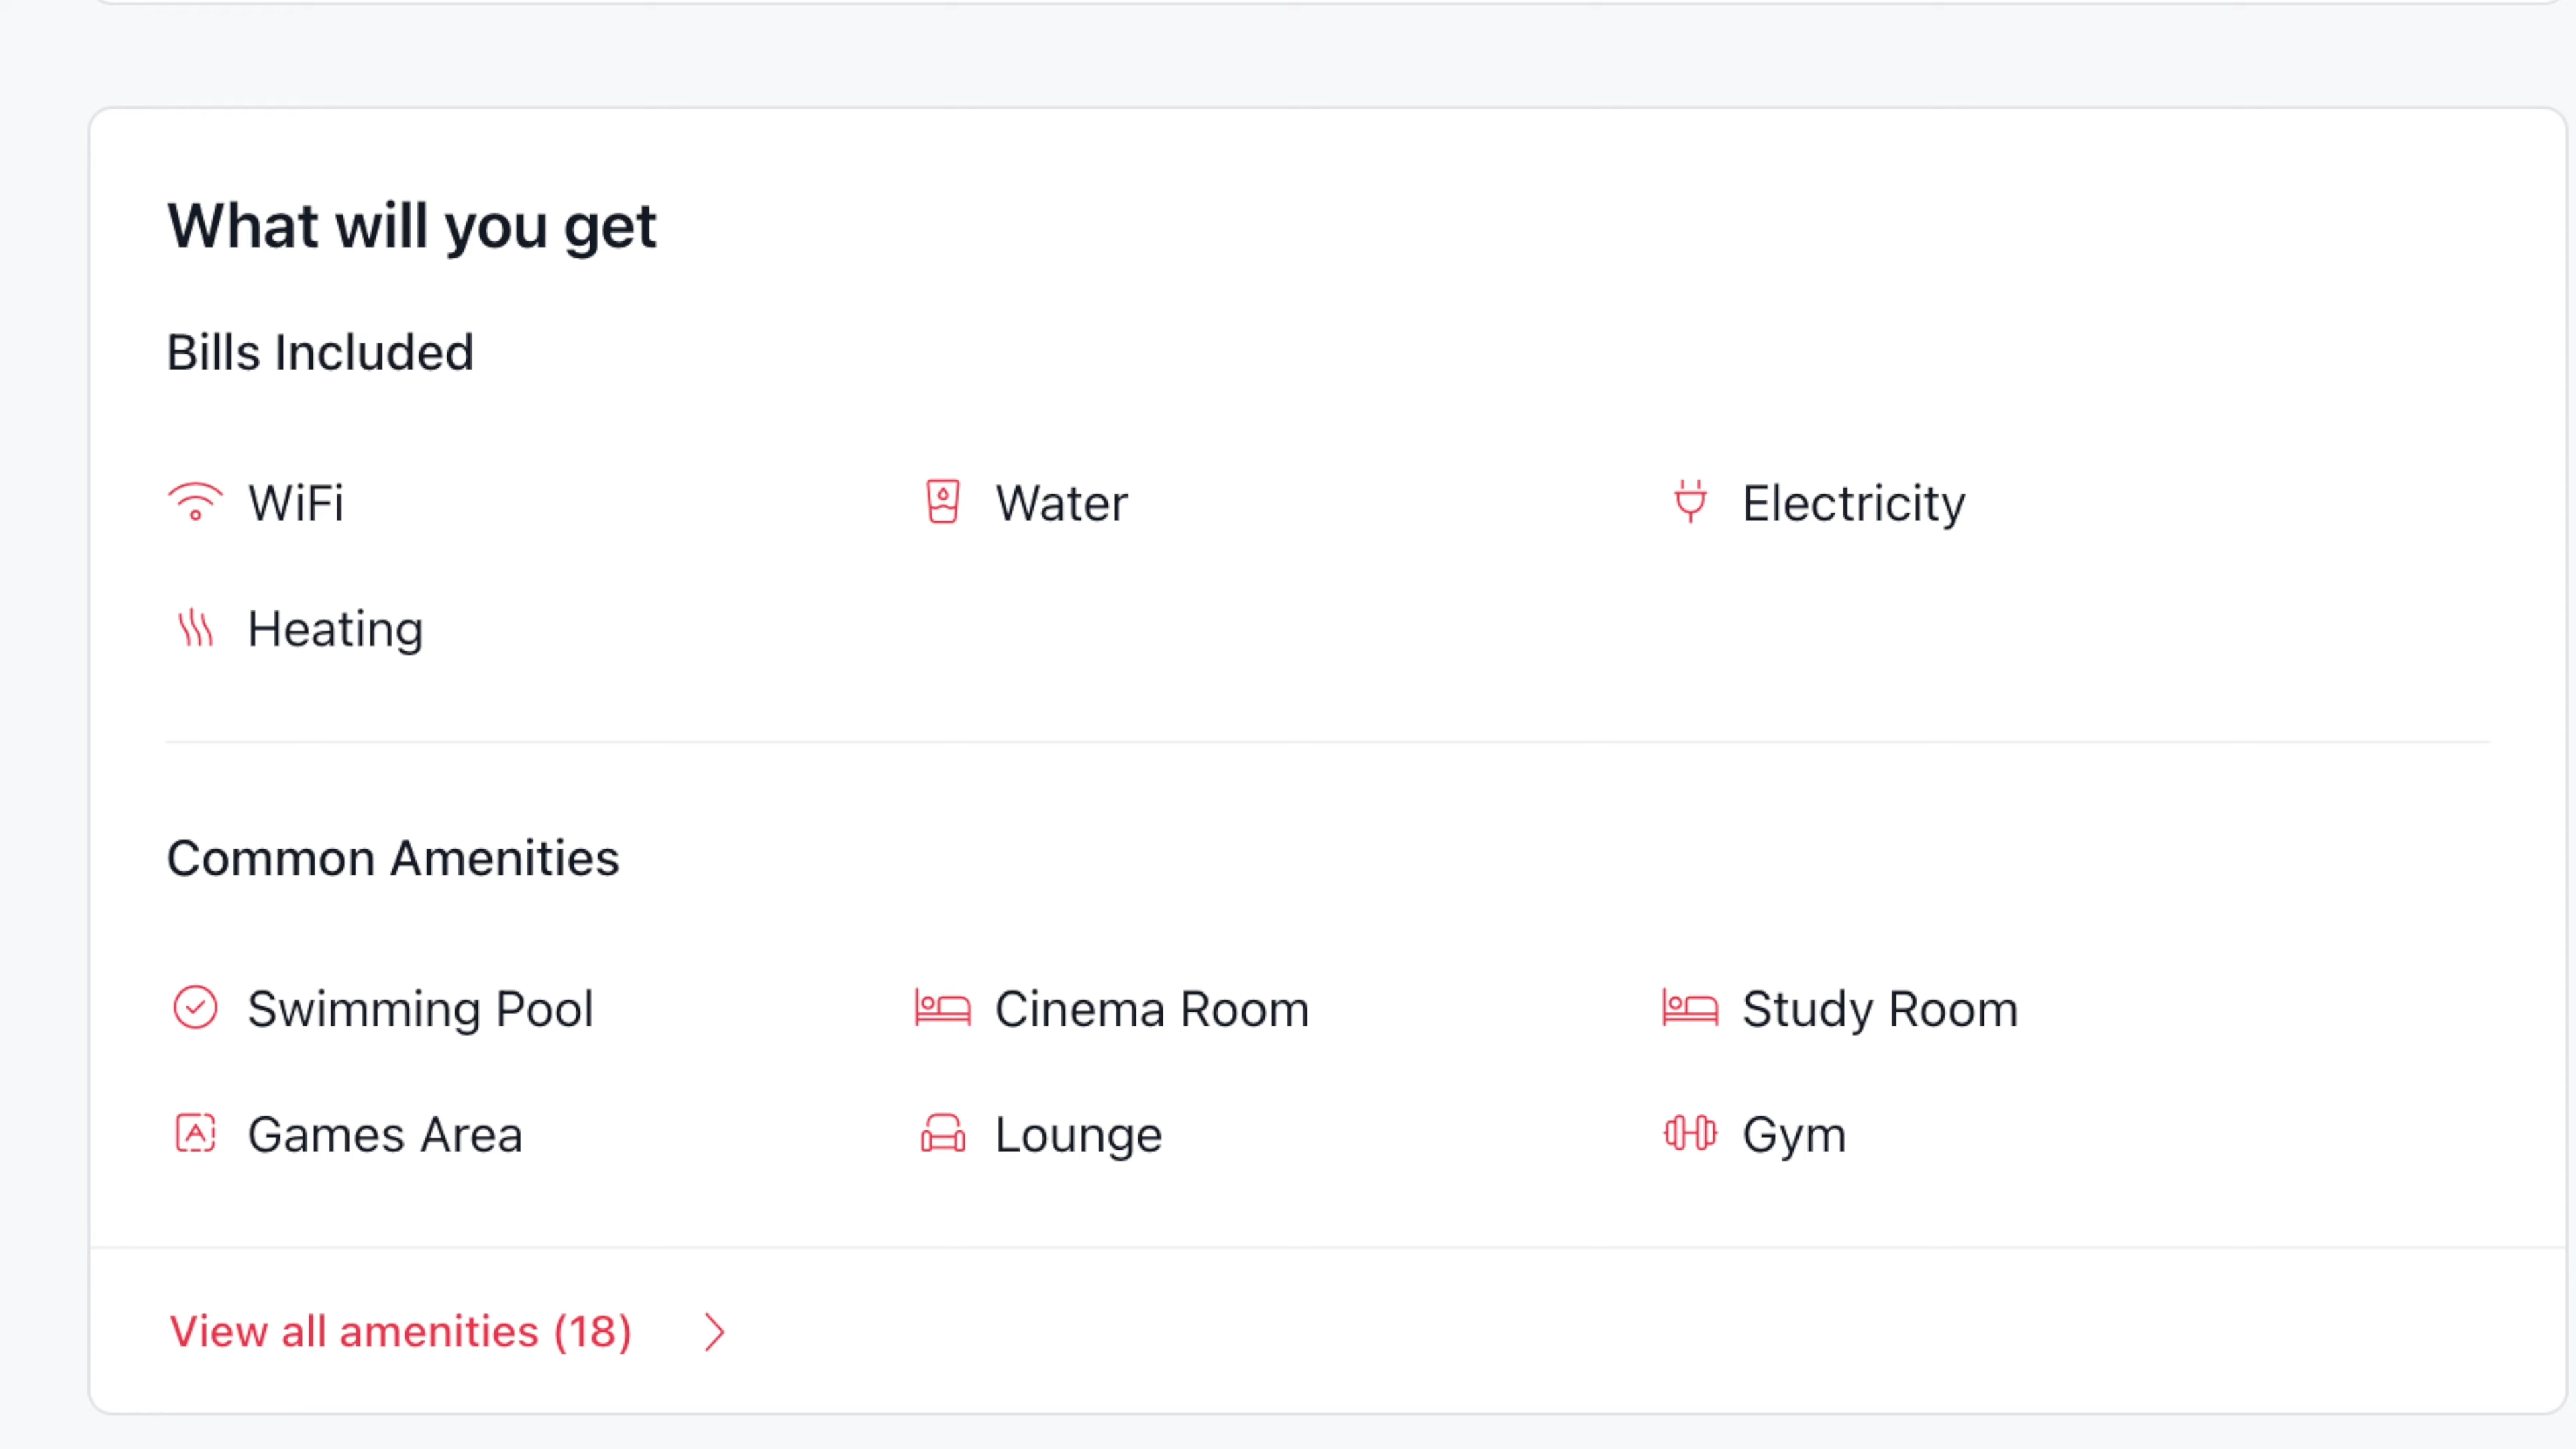 What will you get
Bills Included
WiFi
Water
Electricity
Heating
Common Amenities
Swimming Pool
Cinema Room
Study Room
Games Area
Lounge
Gym
View all amenities (18)